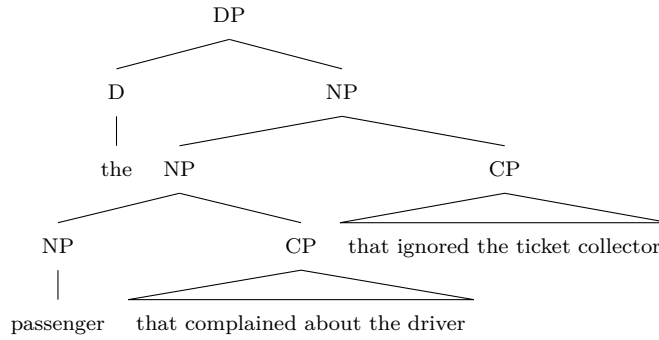 DP
D NP
the NP CP
NP CP that ignored the ticket collector
passenger that complained about the driver